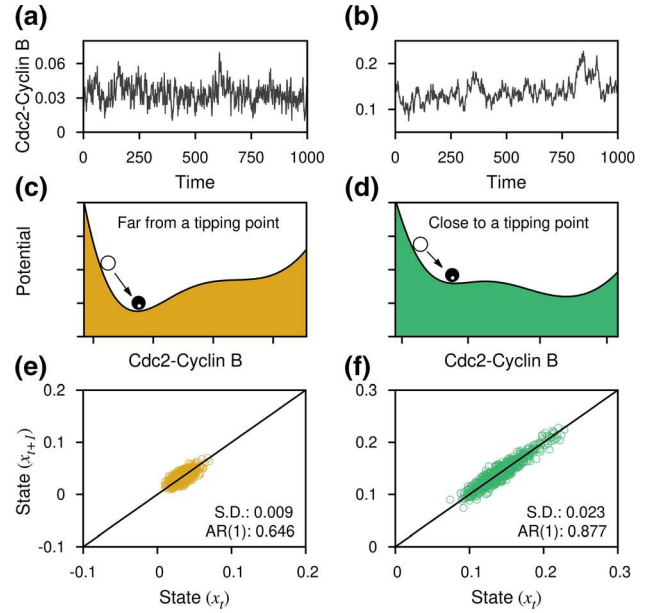 (a)
Cdc2-Cyclin B
0.06
0.03
0
0 250 500 750 1000
Time
(b)
0.2
0.1
0 250 500 750 1000
Time
(c)
Potential
Far from a tipping point
Cdc2-Cyclin B
(d)
Close to a tipping point
Cdc2-Cyclin B
(e)
State (xt+1)
0.2
0.1
0
-0.1
S.D.: 0.009
AR(1): 0.646
-0.1 0 0.1 0.2
State (xt)
(f)
0.3
0.2
0.1
0
S.D.: 0.023
AR(1): 0.877
0 0.1 0.2 0.3
State (xt)